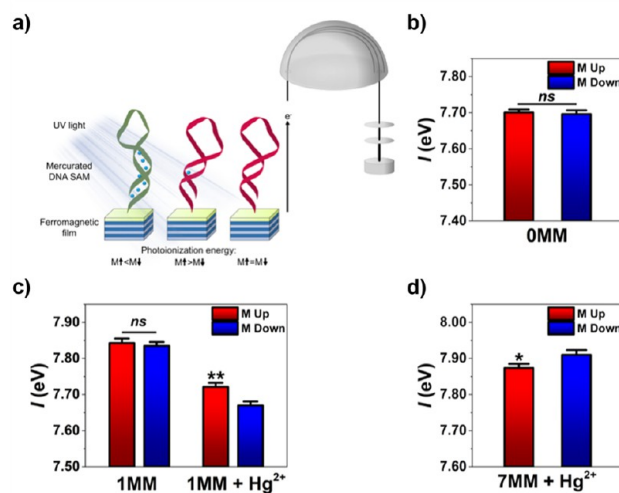 a)
UV light
Mercurated
DNA SAM
Ferromagnetic
film
e⁻
Photoionization energy:
M⬆<M⬇
M⬆>M⬇
M⬆=M⬇
b)
M Up
M Down
ns
7.80
7.70
7.60
7.50
7.40
I (eV)
0MM
c)
M Up
M Down
ns
**
7.90
7.80
7.70
7.60
7.50
I (eV)
1MM
1MM + Hg²⁺
d)
M Up
M Down
*
8.00
7.90
7.80
7.70
7.60
I (eV)
7MM + Hg²⁺